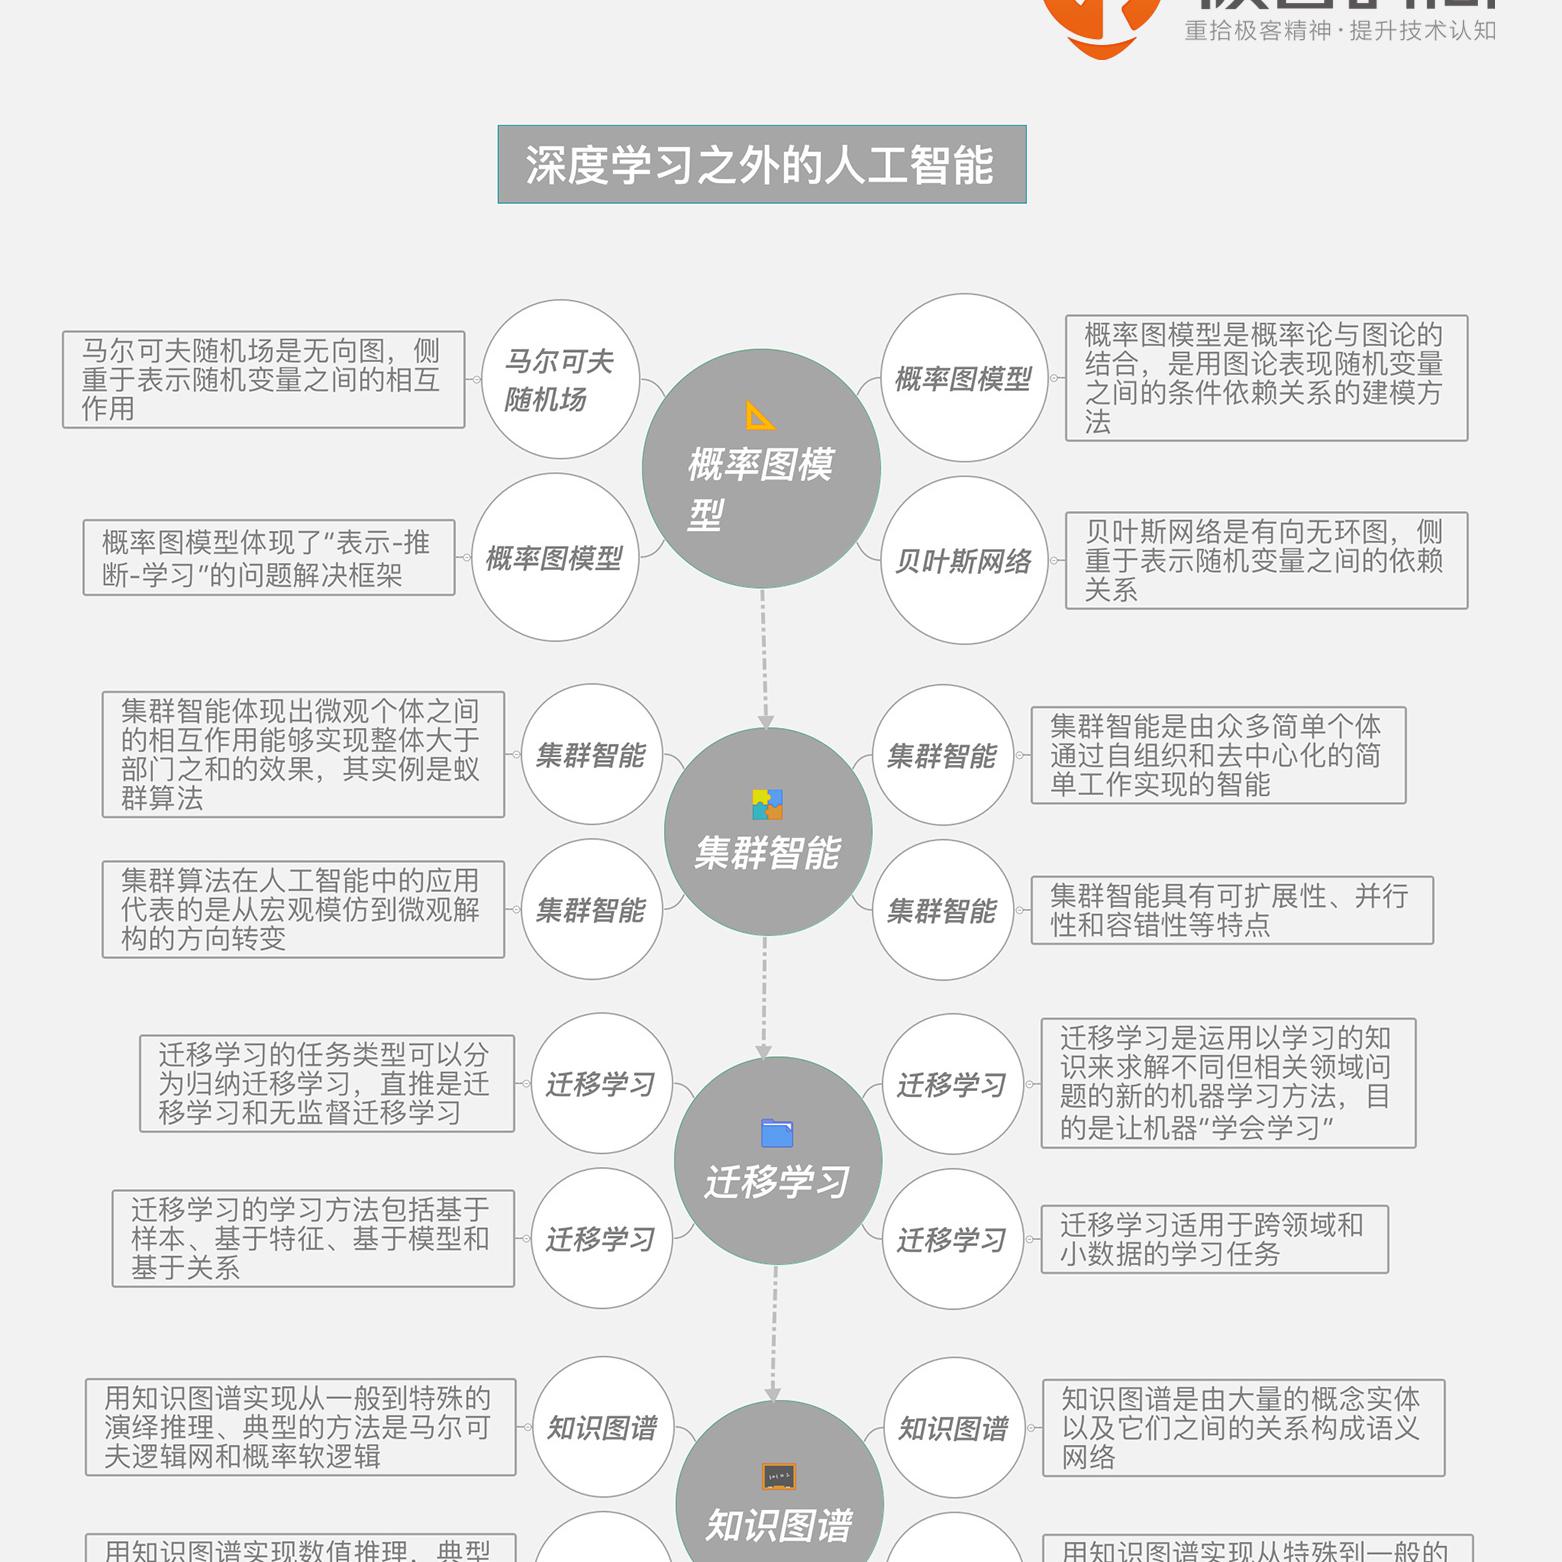 重拾极客精神·提升技术认知
深度学习之外的人工智能
马尔可夫随机场是无向图，侧
重于表示随机变量之间的相互
作用
马尔可夫
随机场
概率图模
型
概率图模型
概率图模型是概率论与图论的
结合，是用图论表现随机变量
之间的条件依赖关系的建模方
法
概率图模型体现了“表示-推
断-学习”的问题解决框架
概率图模型
贝叶斯网络
贝叶斯网络是有向无环图，侧
重于表示随机变量之间的依赖
关系
集群智能体现出微观个体之间
的相互作用能够实现整体大于
部门之和的效果，其实例是蚁
群算法
集群智能
集群智能
集群智能
集群智能是由众多简单个体
通过自组织和去中心化的简
单工作实现的智能
集群算法在人工智能中的应用
代表的是从宏观模仿到微观解
构的方向转变
集群智能
集群智能
集群智能具有可扩展性、并行
性和容错性等特点
迁移学习的任务类型可以分
为归纳迁移学习，直推是迁
移学习和无监督迁移学习
迁移学习
迁移学习
迁移学习
迁移学习是运用以学习的知
识来求解不同但相关领域问
题的新的机器学习方法，目
的是让机器“学会学习”
迁移学习的学习方法包括基于
样本、基于特征、基于模型和
基于关系
迁移学习
迁移学习
迁移学习适用于跨领域和
小数据的学习任务
用知识图谱实现从一般到特殊的
演绎推理、典型的方法是马尔可
夫逻辑网和概率软逻辑
知识图谱
知识图谱
知识图谱
知识图谱是由大量的概念实体
以及它们之间的关系构成语义
网络
用知识图谱实现数值推理，典型
用知识图谱实现从特殊到一般的